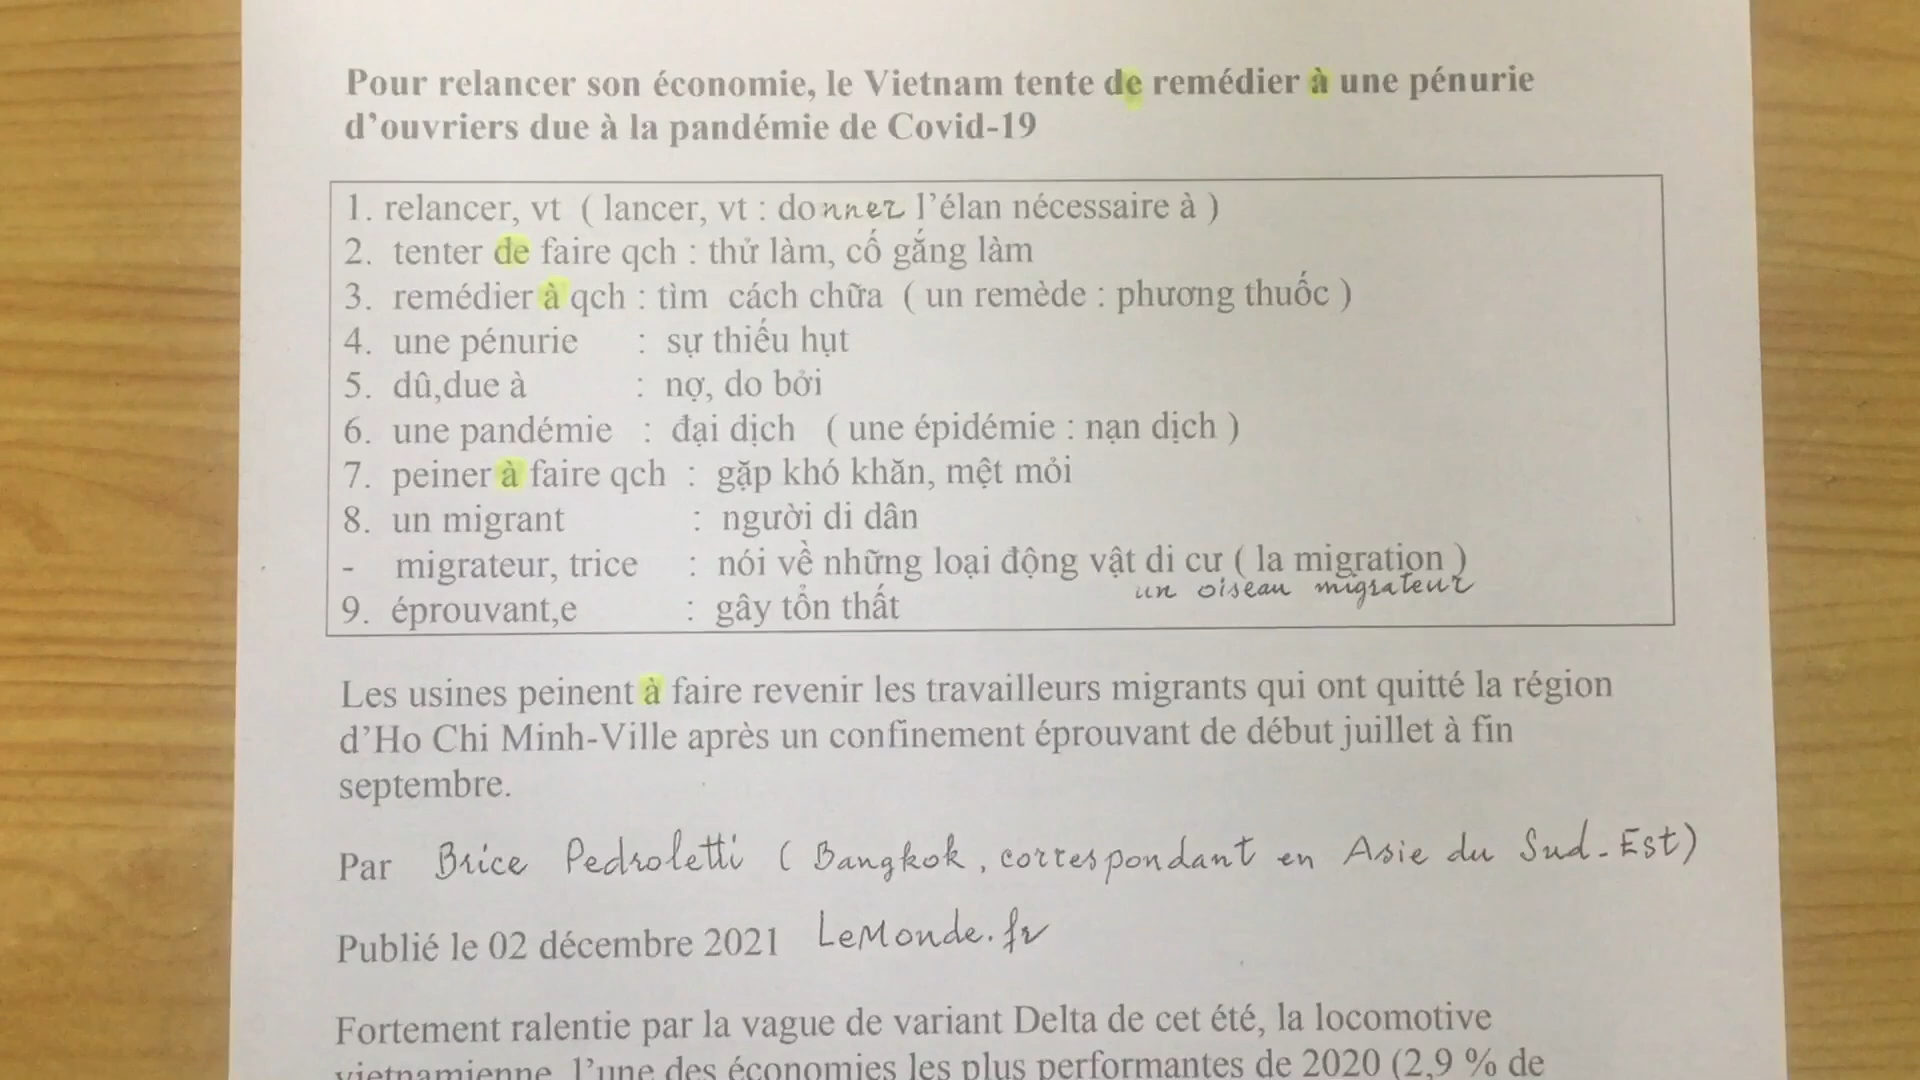 Pour relancer son économie, le Vietnam tente de remédier à une pénurie
d'ouvriers due à la pandémie de Covid-19
1. relancer, vt ( lancer, vt : donner l'élan nécessaire à )
2. tenter de faire qch : thử làm, cố gắng làm
3. remédier à qch : tìm cách chữa ( un remède : phương thuốc )
4. une pénurie : sự thiếu hụt
5. dû,due à : nợ, do bởi
6. une pandémie : đại dịch ( une épidémie : nạn dịch )
7. peiner à faire qch : gặp khó khăn, mệt mỏi
8. un migrant : người di dân
- migrateur, trice : nói về những loại động vật di cư ( la migration )
un oiseau migrateur
9. éprouvant,e : gây tổn thất
Les usines peinent à faire revenir les travailleurs migrants qui ont quitté la région
d'Ho Chi Minh-Ville après un confinement éprouvant de début juillet à fin
septembre.
Par Brice Pedroletti ( Bangkok, correspondant en Asie du Sud-Est)
Publié le 02 décembre 2021 LeMonde.fr
Fortement ralentie par la vague de variant Delta de cet été, la locomotive
vietnamienne, l'une des économies les plus performantes de 2020 (2,9 % de